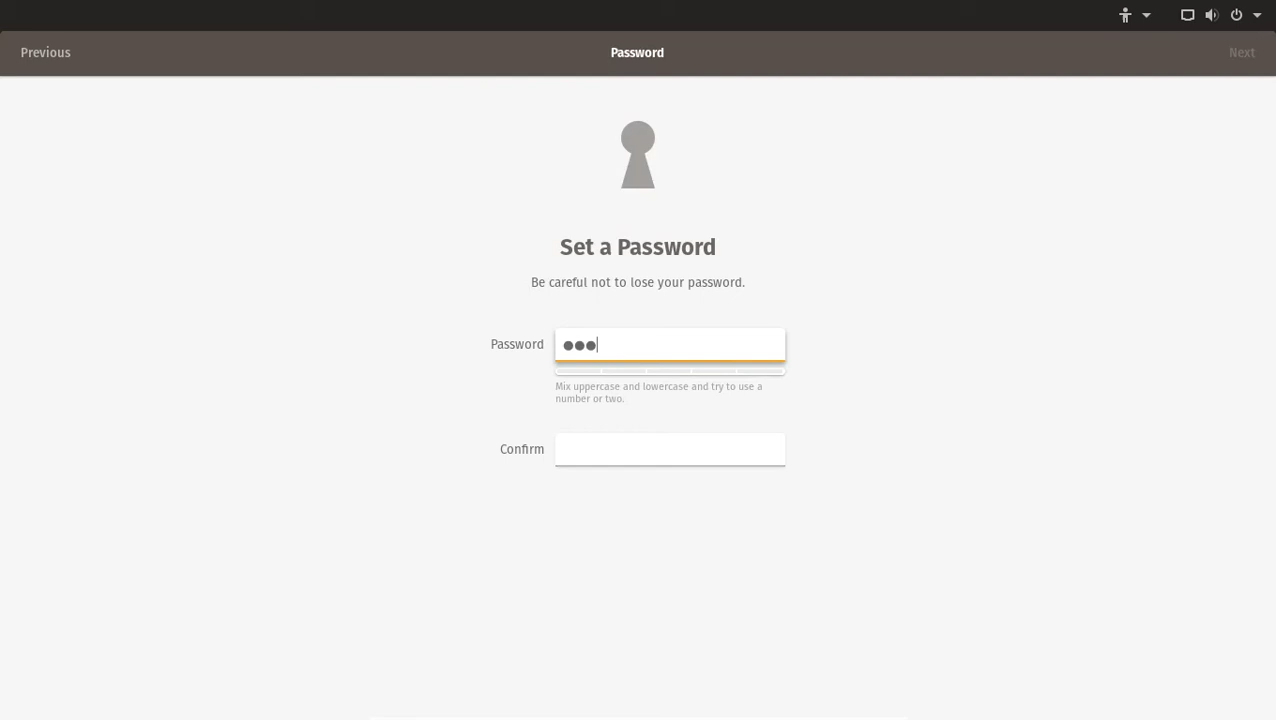 Previous
Password
Next
Set a Password
Be careful not to lose your password.
Password ●●●
Mix uppercase and lowercase and try to use a
number or two.
Confirm